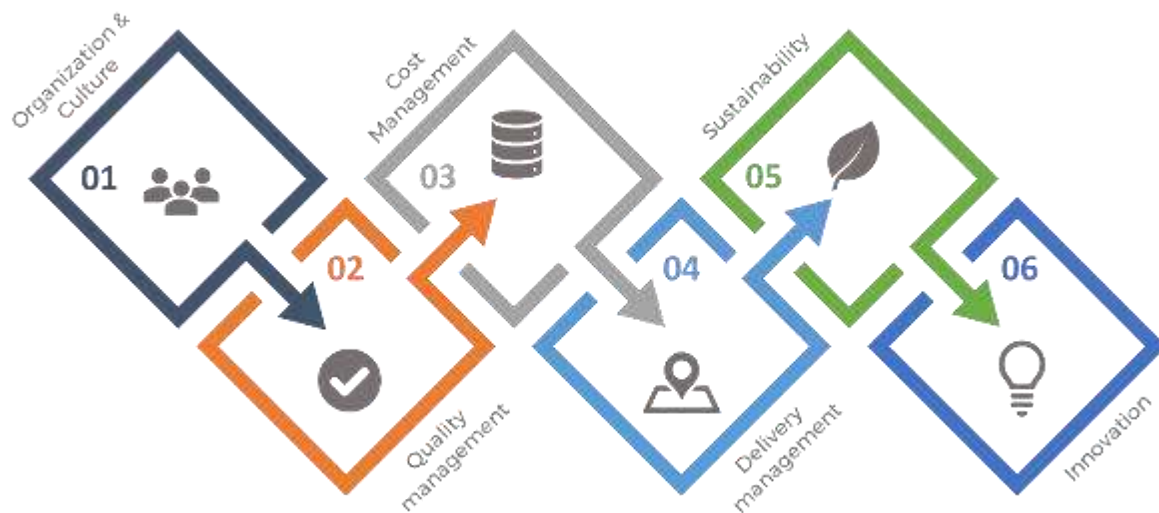 01
Organization &
Culture
02
Quality
management
03
Cost
Management
04
Delivery
management
05
Sustainability
06
Innovation